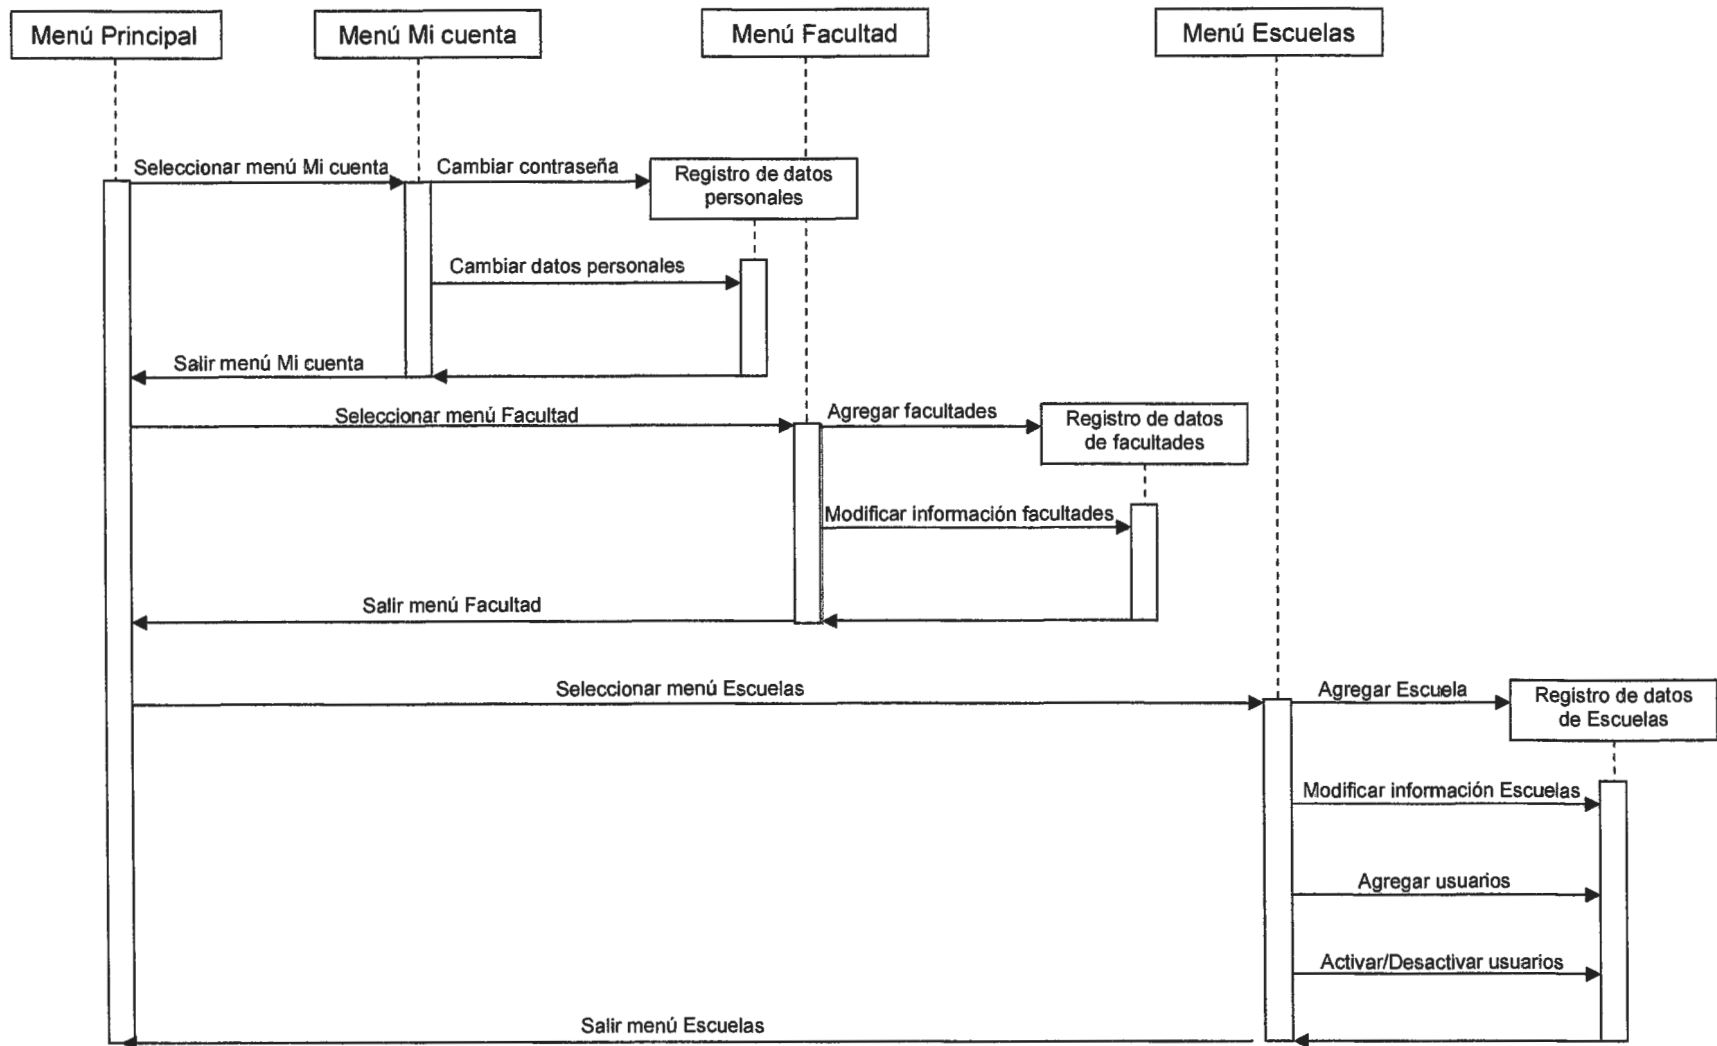 Menú Principal
Menú Mi cuenta
Menú Facultad
Menú Escuelas
Seleccionar menú Mi cuenta
Cambiar contraseña
Registro de datos
personales
Cambiar datos personales
Salir menú Mi cuenta
Seleccionar menú Facultad
Agregar facultades
Registro de datos
de facultades
Modificar información facultades
Salir menú Facultad
Seleccionar menú Escuelas
Agregar Escuela
Registro de datos
de Escuelas
Modificar información Escuelas
Agregar usuarios
Activar/Desactivar usuarios
Salir menú Escuelas